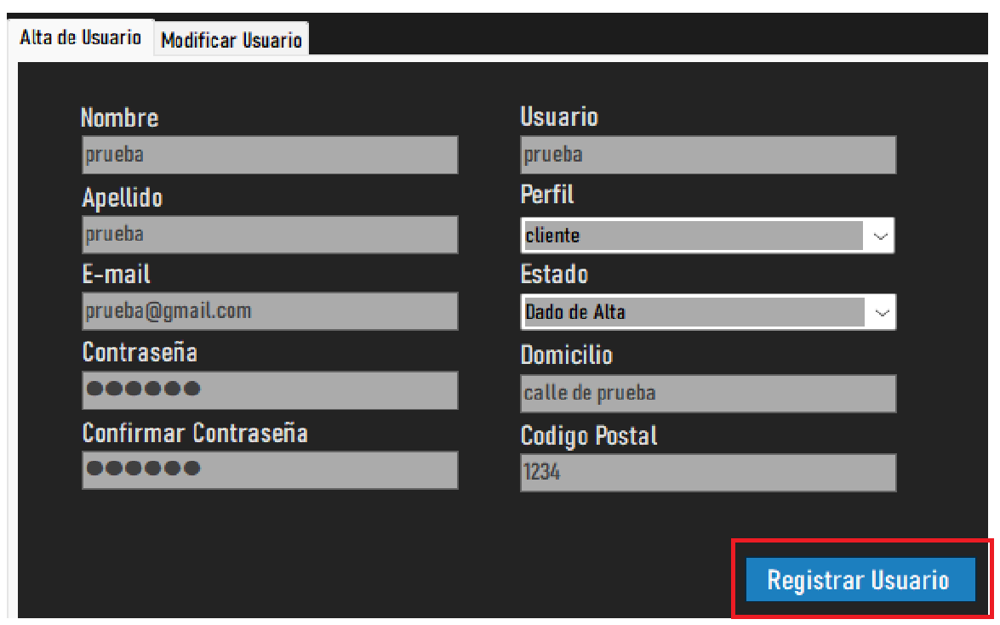 Alta de Usuario
Modificar Usuario
Nombre
prueba
Apellido
prueba
E-mail
prueba@gmail.com
Contraseña
●●●●●●
Confirmar Contraseña
●●●●●●
Usuario
prueba
Perfil
cliente
Estado
Dado de Alta
Domicilio
calle de prueba
Codigo Postal
1234
Registrar Usuario